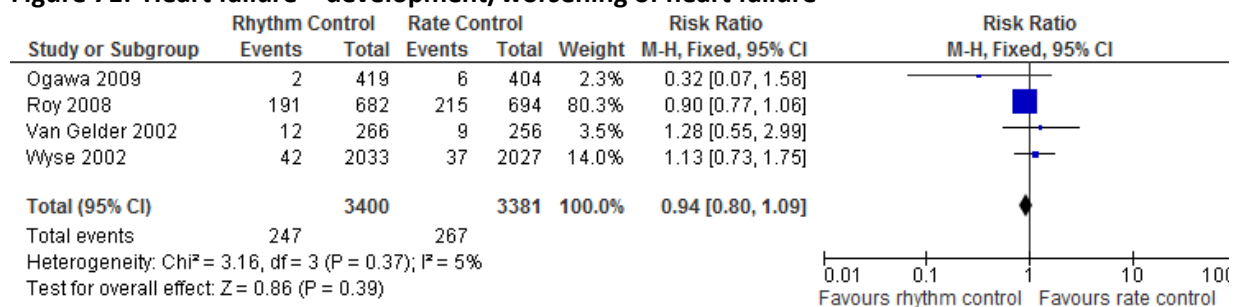 Figure 71: Heart failure – development/worsening of heart failure
Rhythm Control Rate Control Risk Ratio Risk Ratio
Study or Subgroup Events Total Events Total Weight M-H, Fixed, 95% CI M-H, Fixed, 95% CI
Ogawa 2009 2 419 6 404 2.3% 0.32 [0.07, 1.58]
Roy 2008 191 682 215 694 80.3% 0.90 [0.77, 1.06]
Van Gelder 2002 12 266 9 256 3.5% 1.28 [0.55, 2.99]
Wyse 2002 42 2033 37 2027 14.0% 1.13 [0.73, 1.75]
Total (95% CI) 3400 3381 100.0% 0.94 [0.80, 1.09]
Total events 247 267
Heterogeneity: Chi² = 3.16, df = 3 (P = 0.37); I² = 5%
Test for overall effect: Z = 0.86 (P = 0.39)
0.01 0.1 1 10 100
Favours rhythm control Favours rate control